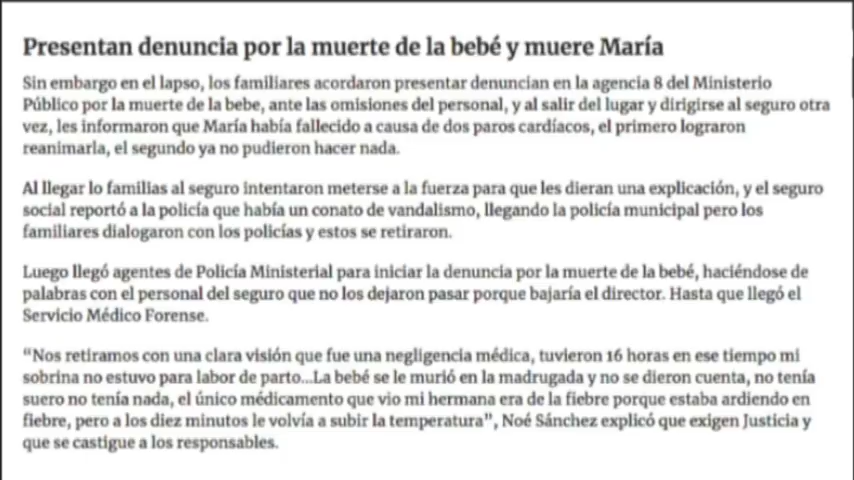 Presentan denuncia por la muerte de la bebé y muere María
Sin embargo en el lapso, los familiares acordaron presentar denuncian en la agencia 8 del Ministerio
Público por la muerte de la bebe, ante las omisiones del personal, y al salir del lugar y dirigirse al seguro otra
vez, les informaron que María había fallecido a causa de dos paros cardíacos, el primero lograron
reanimarla, el segundo ya no pudieron hacer nada.
Al llegar lo familias al seguro intentaron meterse a la fuerza para que les dieran una explicación, y el seguro
social reportó a la policía que había un conato de vandalismo, llegando la policía municipal pero los
familiares dialogaron con los policías y estos se retiraron.
Luego llegó agentes de Policía Ministerial para iniciar la denuncia por la muerte de la bebé, haciéndose de
palabras con el personal del seguro que no los dejaron pasar porque bajaría el director. Hasta que llegó el
Servicio Médico Forense.
“Nos retiramos con una clara visión que fue una negligencia médica, tuvieron 16 horas en ese tiempo mi
sobrina no estuvo para labor de parto...La bebé se le murió en la madrugada y no se dieron cuenta, no tenía
suero no tenía nada, el único médicamento que vio mi hermana era de la fiebre porque estaba ardiendo en
fiebre, pero a los diez minutos le volvía a subir la temperatura”, Noé Sánchez explicó que exigen Justicia y
que se castigue a los responsables.